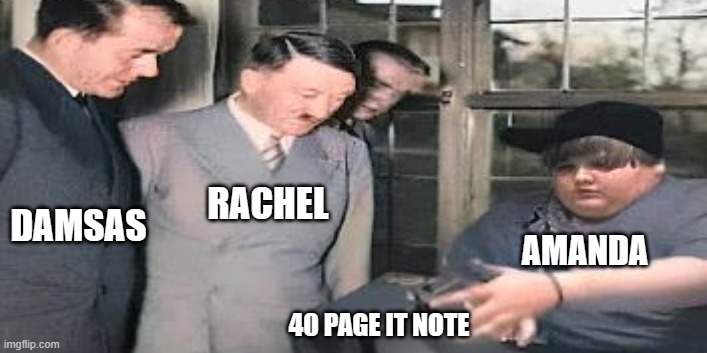 RACHEL
DAMSAS
AMANDA
40 PAGE IT NOTE
imgflip.com